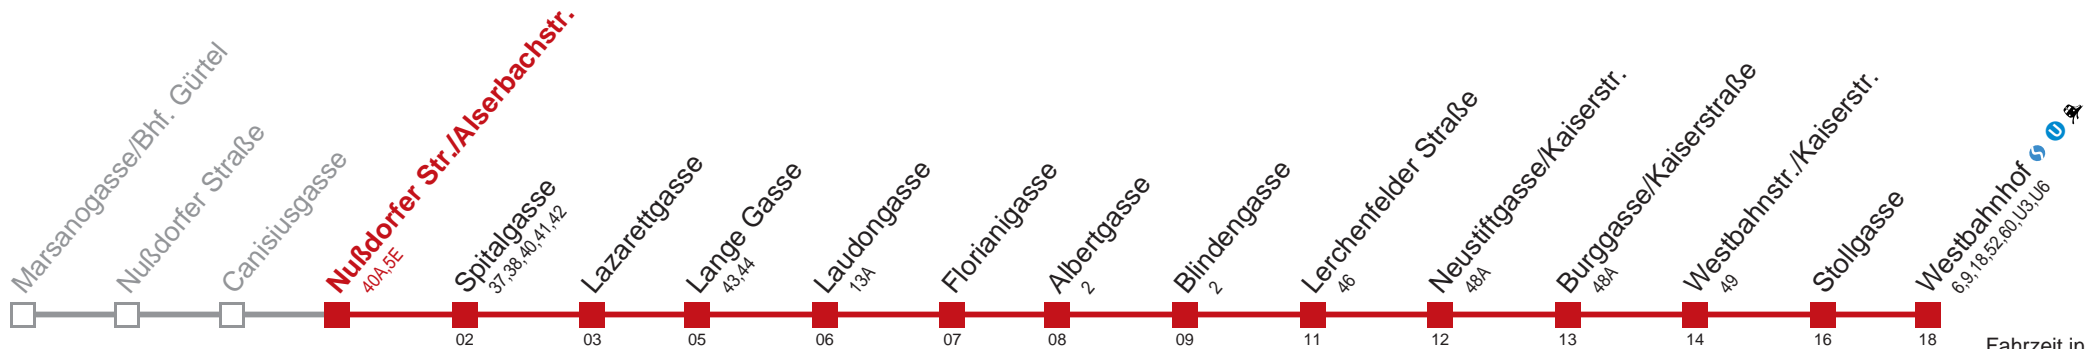 Marsanogasse/Bhf. Gürtel
Nußdorfer Straße
Canisiusgasse
Nußdorfer Str./Alserbachstr.
40A,5E
Spitalgasse
37,38,40,41,42
02
Lazarettgasse
03
Lange Gasse
43,44
05
Laudongasse
13A
06
Florianigasse
07
Albertgasse
2
08
Blindengasse
2
09
Lerchenfelder Straße
46
11
Neustiftgasse/Kaiserstr.
48A
12
Burggasse/Kaiserstraße
48A
13
Westbahnstr./Kaiserstr.
49
14
Stollgasse
16
Westbahnhof S U
6,9,18,52,60,U3,U6
18
Fahrzeit in